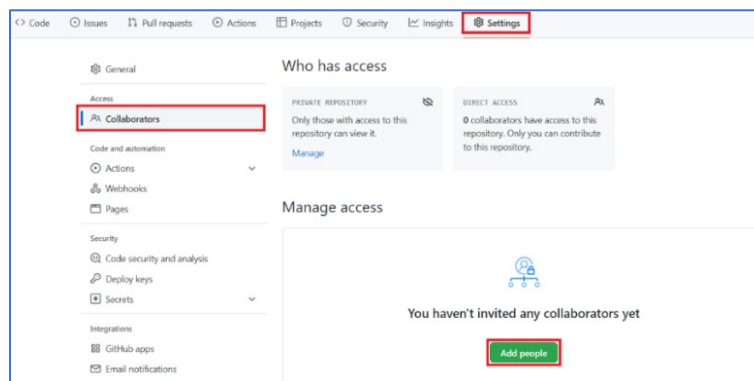 Code Issues Pull requests Actions Projects Security Insights Settings
General
Access
Collaborators
Code and automation
Actions
Webhooks
Pages
Security
Code security and analysis
Deploy keys
Secrets
Integrations
GitHub apps
Email notifications
Who has access
PRIVATE REPOSITORY
Only those with access to this
repository can view it.
Manage
DIRECT ACCESS
0 collaborators have access to this
repository. Only you can contribute
to this repository.
Manage access
You haven't invited any collaborators yet
Add people